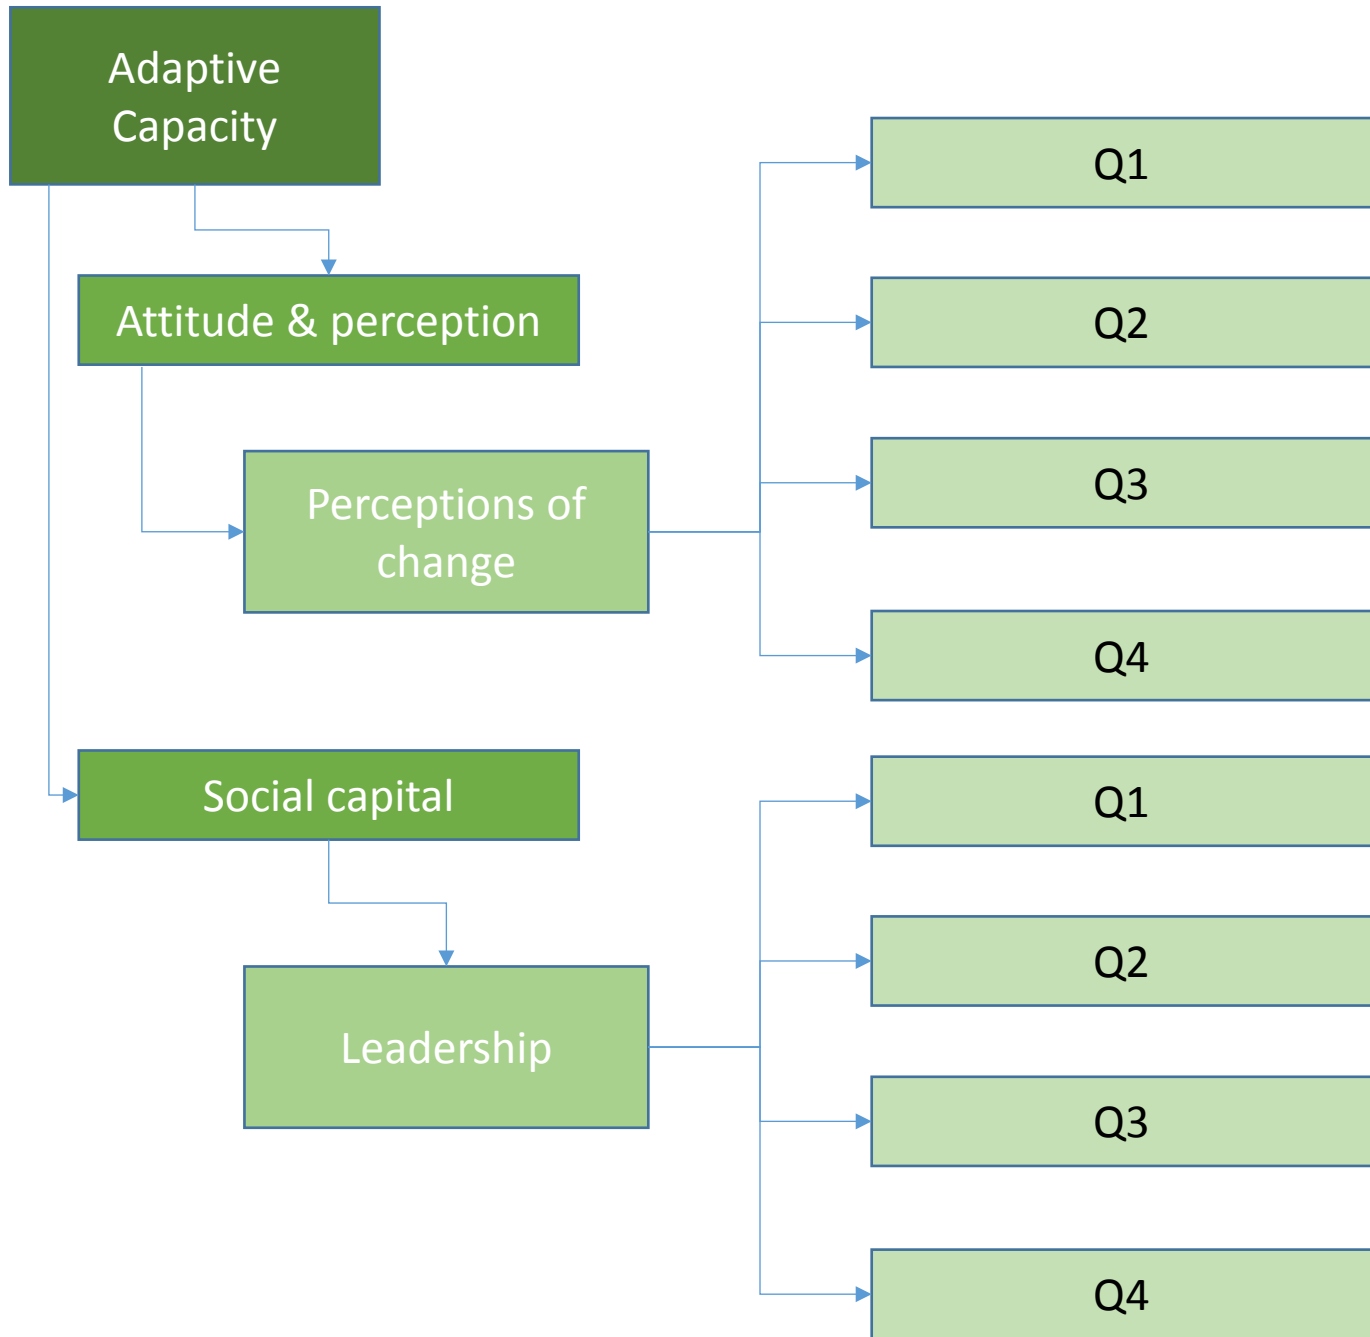 Adaptive
Capacity
Attitude & perception
Perceptions of
change
Q1
Q2
Q3
Q4
Social capital
Leadership
Q1
Q2
Q3
Q4